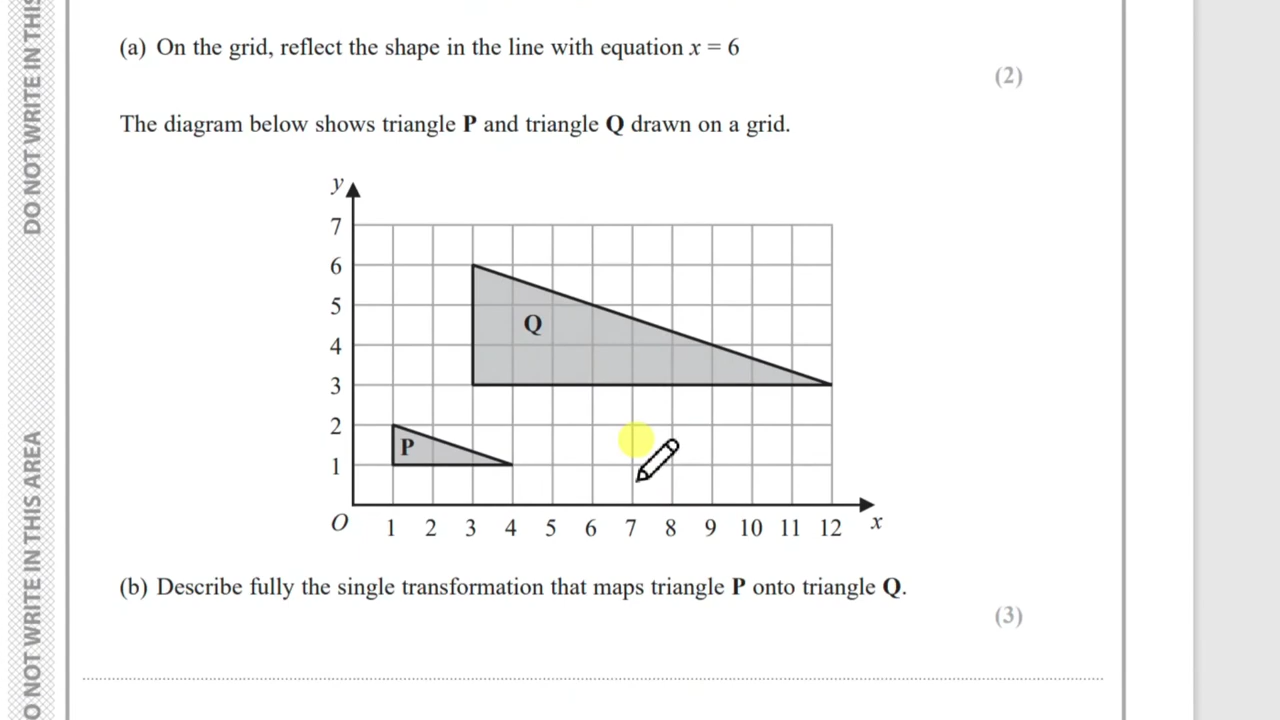 (a) On the grid, reflect the shape in the line with equation x = 6
(2)
The diagram below shows triangle P and triangle Q drawn on a grid.
y
7
6
5
4
3
2
1
Q
P
O 1 2 3 4 5 6 7 8 9 10 11 12 x
(b) Describe fully the single transformation that maps triangle P onto triangle Q.
(3)
DO NOT WRITE IN THIS
O NOT WRITE IN THIS AREA